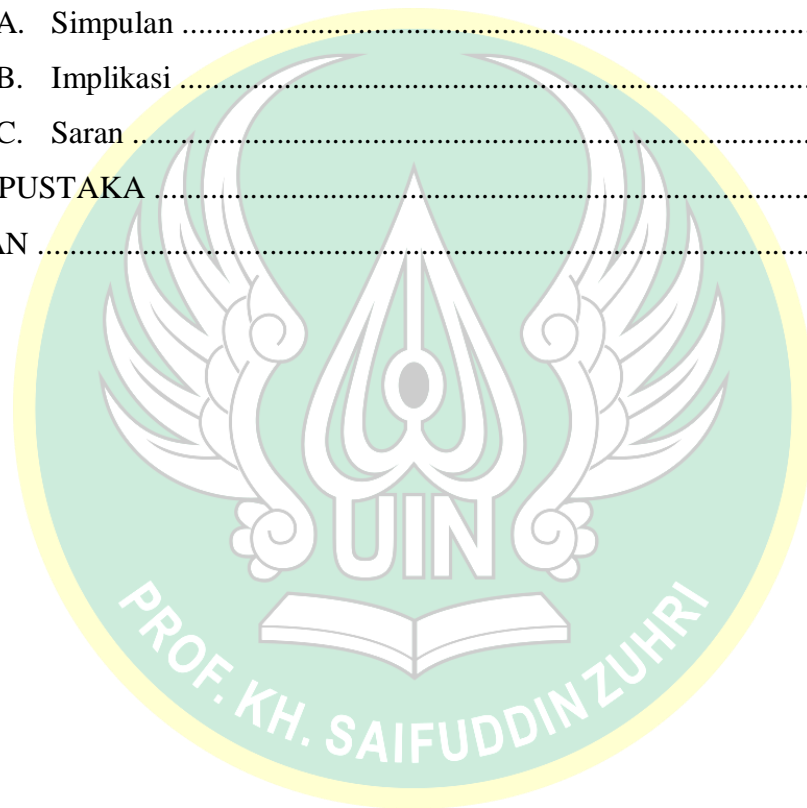 A. Simpulan ................................................................................
B. Implikasi ................................................................................
C. Saran ......................................................................................
PUSTAKA ...................................................................................
AN ................................................................................................
UIN
PROF. KH. SAIFUDDIN ZUHRI